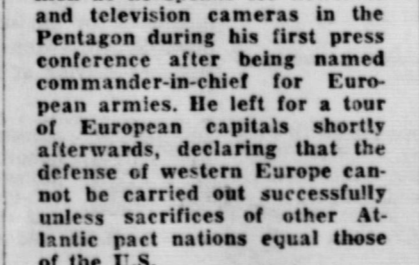 and television cameras in the
Pentagon during his first press
conference after being named
commander-in-chief for Euro-
pean armies. He left for a tour
of European capitals shortly
afterwards, declaring that the
defense of western Europe can-
not be carried out successfully
unless sacrifices of other At-
lantic pact nations equal those
of the U.S.